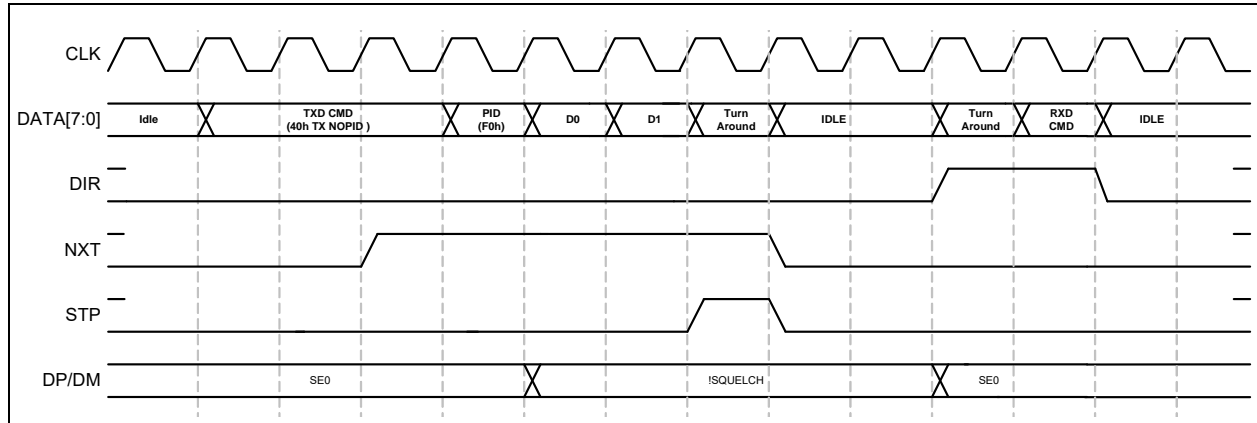 CLK
DATA[7:0]
Idle
TXD CMD
(40h TX NOPID )
PID
(F0h)
D0
D1
Turn
Around
IDLE
Turn
Around
RXD
CMD
IDLE
DIR
NXT
STP
DP/DM
SE0
!SQUELCH
SE0